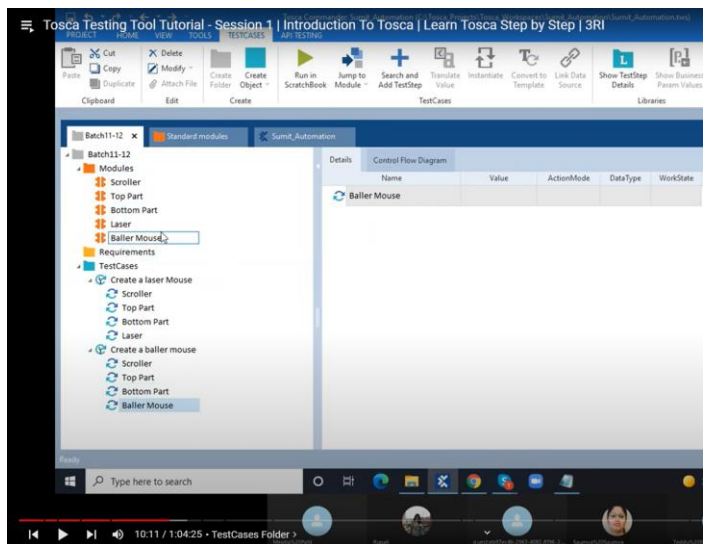 Tosca Testing Tool Tutorial - Session 1 | Introduction To Tosca | Learn Tosca Step by Step | 3RI
PROJECT HOME VIEW TOOLS TESTCASES API TESTING
Paste
Cut
Copy
Duplicate
Delete
Modify
Attach File
Create Folder
Create Object
Run in ScratchBook
Jump to Module
Search and Add TestStep
Translate Value
Instantiate
Convert to Template
Link Data Source
Show TestStep Details
Show Business Param Values
Clipboard Edit Create TestCases Libraries
Batch11-12 x Standard modules Sumit_Automation
Batch11-12
Modules
Scroller
Top Part
Bottom Part
Laser
Baller Mouse
Requirements
TestCases
Create a laser Mouse
Scroller
Top Part
Bottom Part
Laser
Create a baller mouse
Scroller
Top Part
Bottom Part
Baller Mouse
Details Control Flow Diagram
Name Value ActionMode DataType WorkState
Baller Mouse
Ready
Type here to search
10:11 / 1:04:25 • TestCases Folder >